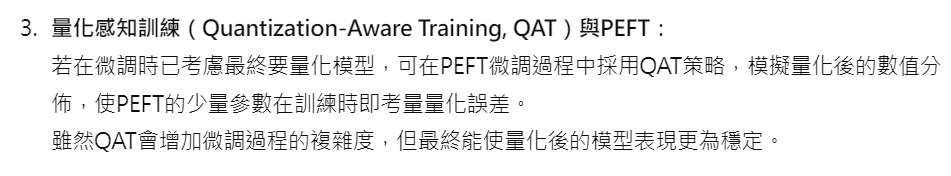 3. 量化感知訓練（Quantization-Aware Training, QAT）與PEFT：
若在微調時已考慮最終要量化模型，可在PEFT微調過程中採用QAT策略，模擬量化後的數值分
佈，使PEFT的少量參數在訓練時即考量量化誤差。
雖然QAT會增加微調過程的複雜度，但最終能使量化後的模型表現更為穩定。